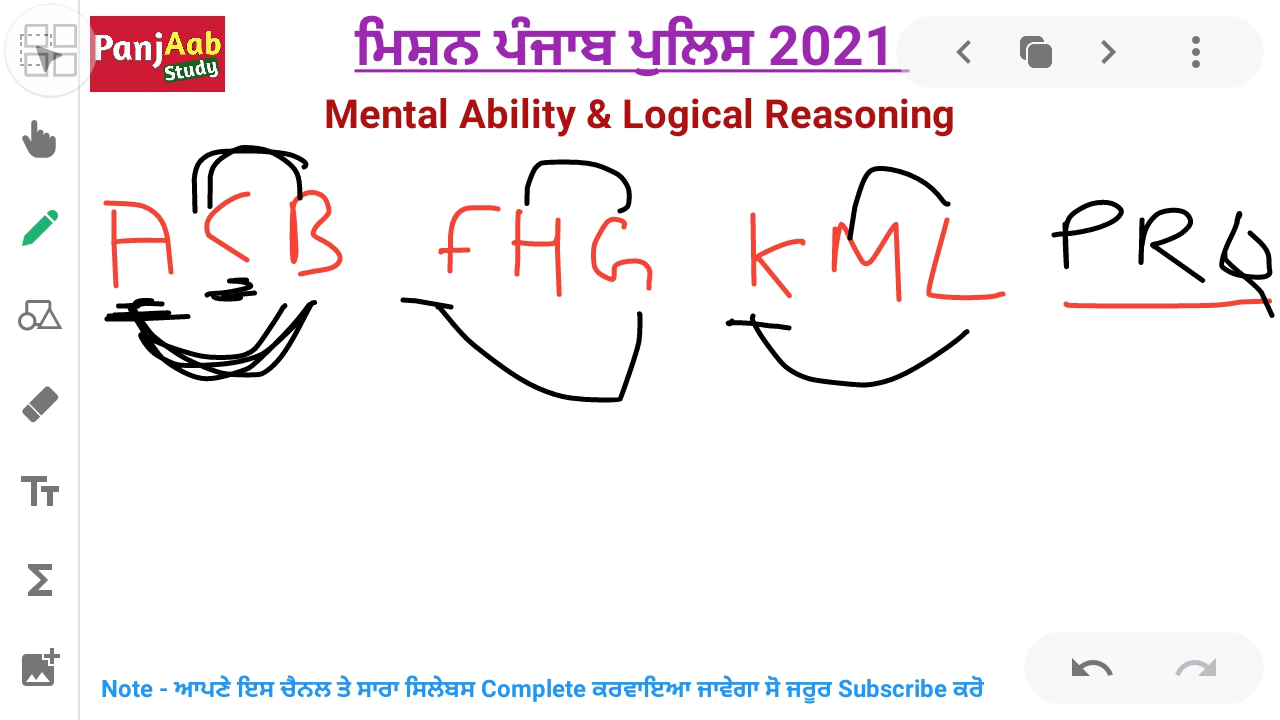 PanjAab Study
ਮਿਸ਼ਨ ਪੰਜਾਬ ਪੁਲਿਸ 2021
Mental Ability & Logical Reasoning
ACB FHG KML PRQ
Tт
Σ
Note - ਆਪਣੇ ਇਸ ਚੈਨਲ ਤੇ ਸਾਰਾ ਸਿਲੇਬਸ Complete ਕਰਵਾਇਆ ਜਾਵੇਗਾ ਸੋ ਜਰੂਰ Subscribe ਕਰੋ